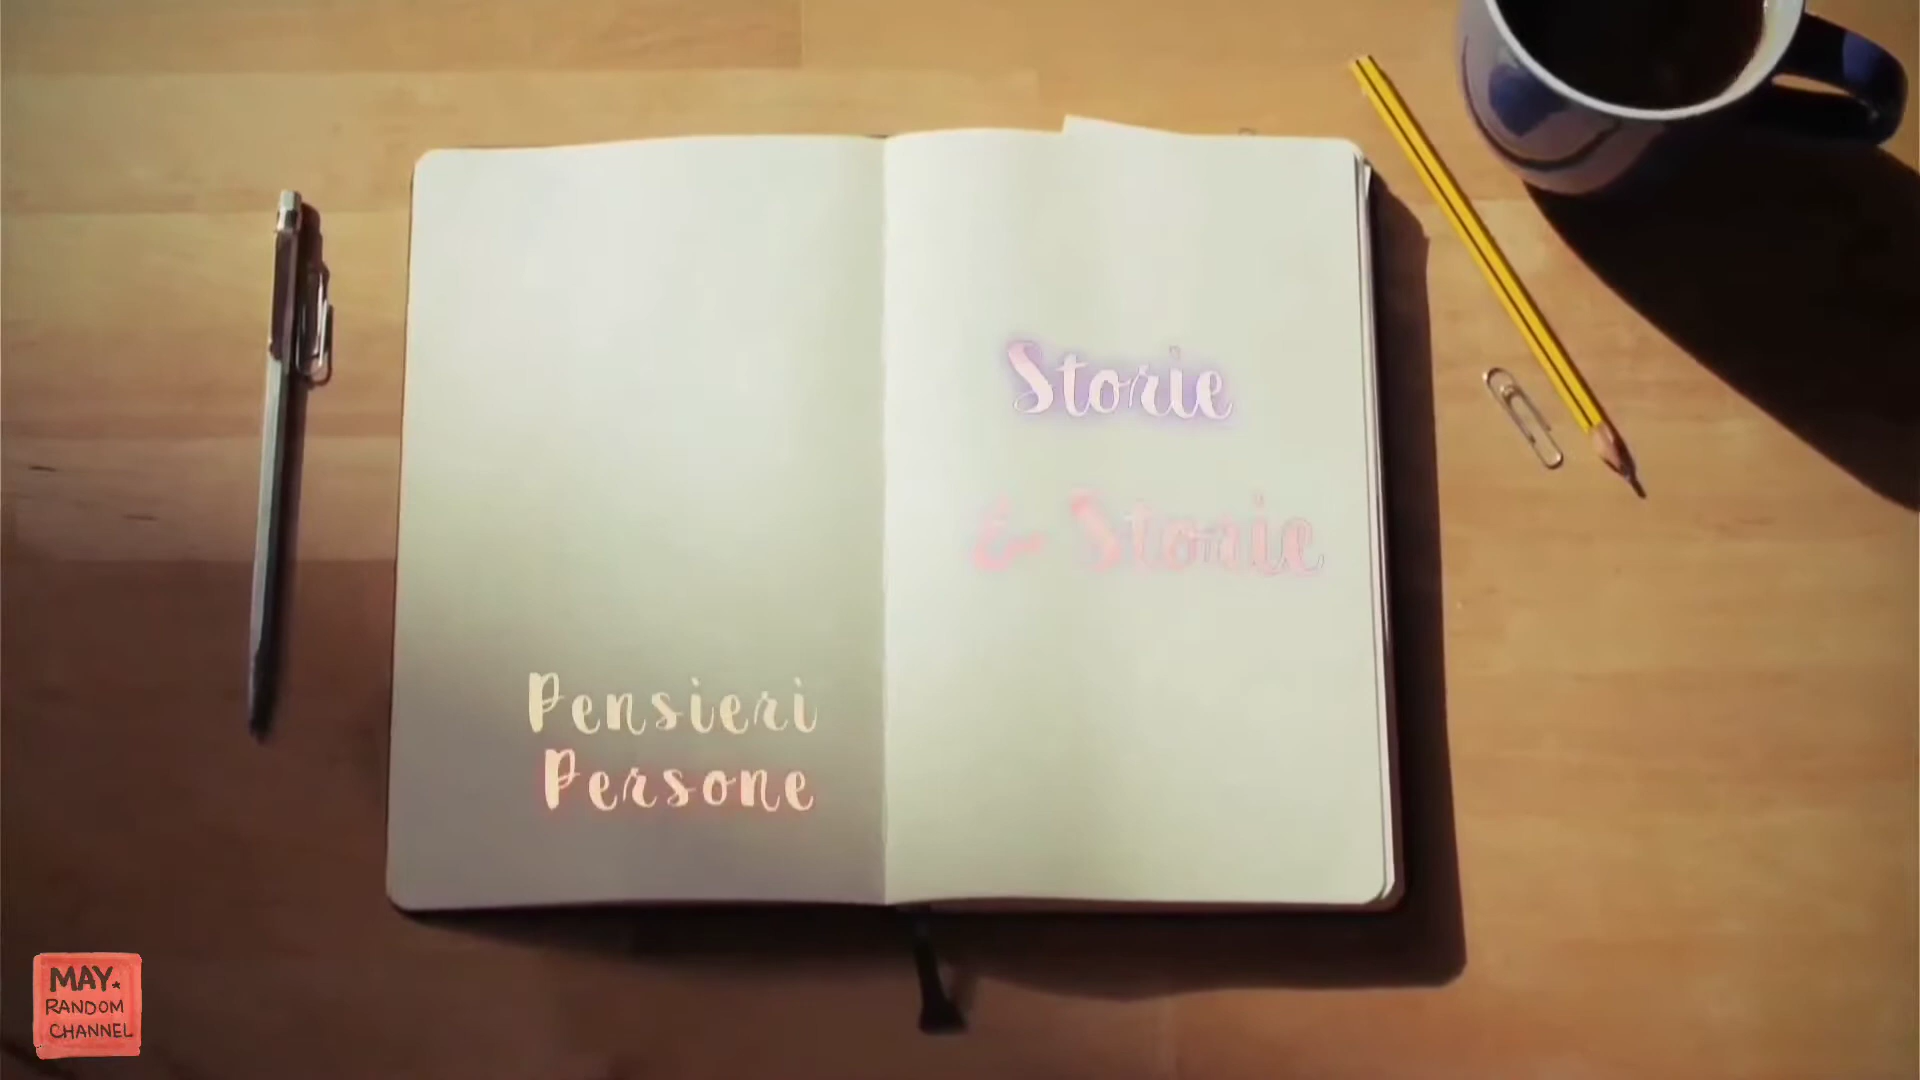 Pensieri
Persone
Storie
& Storie
MAY.
RANDOM
CHANNEL